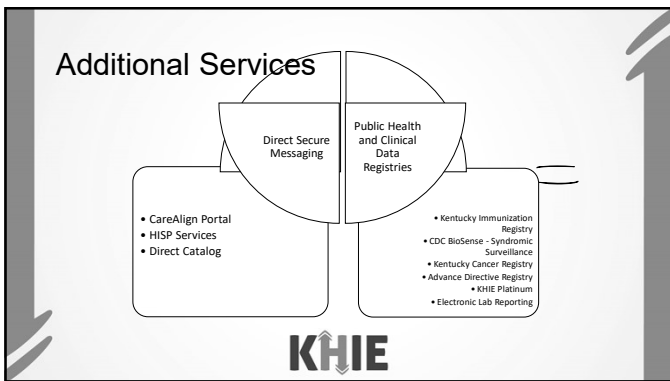 Additional Services
Direct Secure
Messaging
Public Health
and Clinical
Data
Registries
• CareAlign Portal
• HISP Services
• Direct Catalog
• Kentucky Immunization
Registry
• CDC BioSense - Syndromic
Surveillance
• Kentucky Cancer Registry
• Advance Directive Registry
• KHIE Platinum
• Electronic Lab Reporting
KHIE